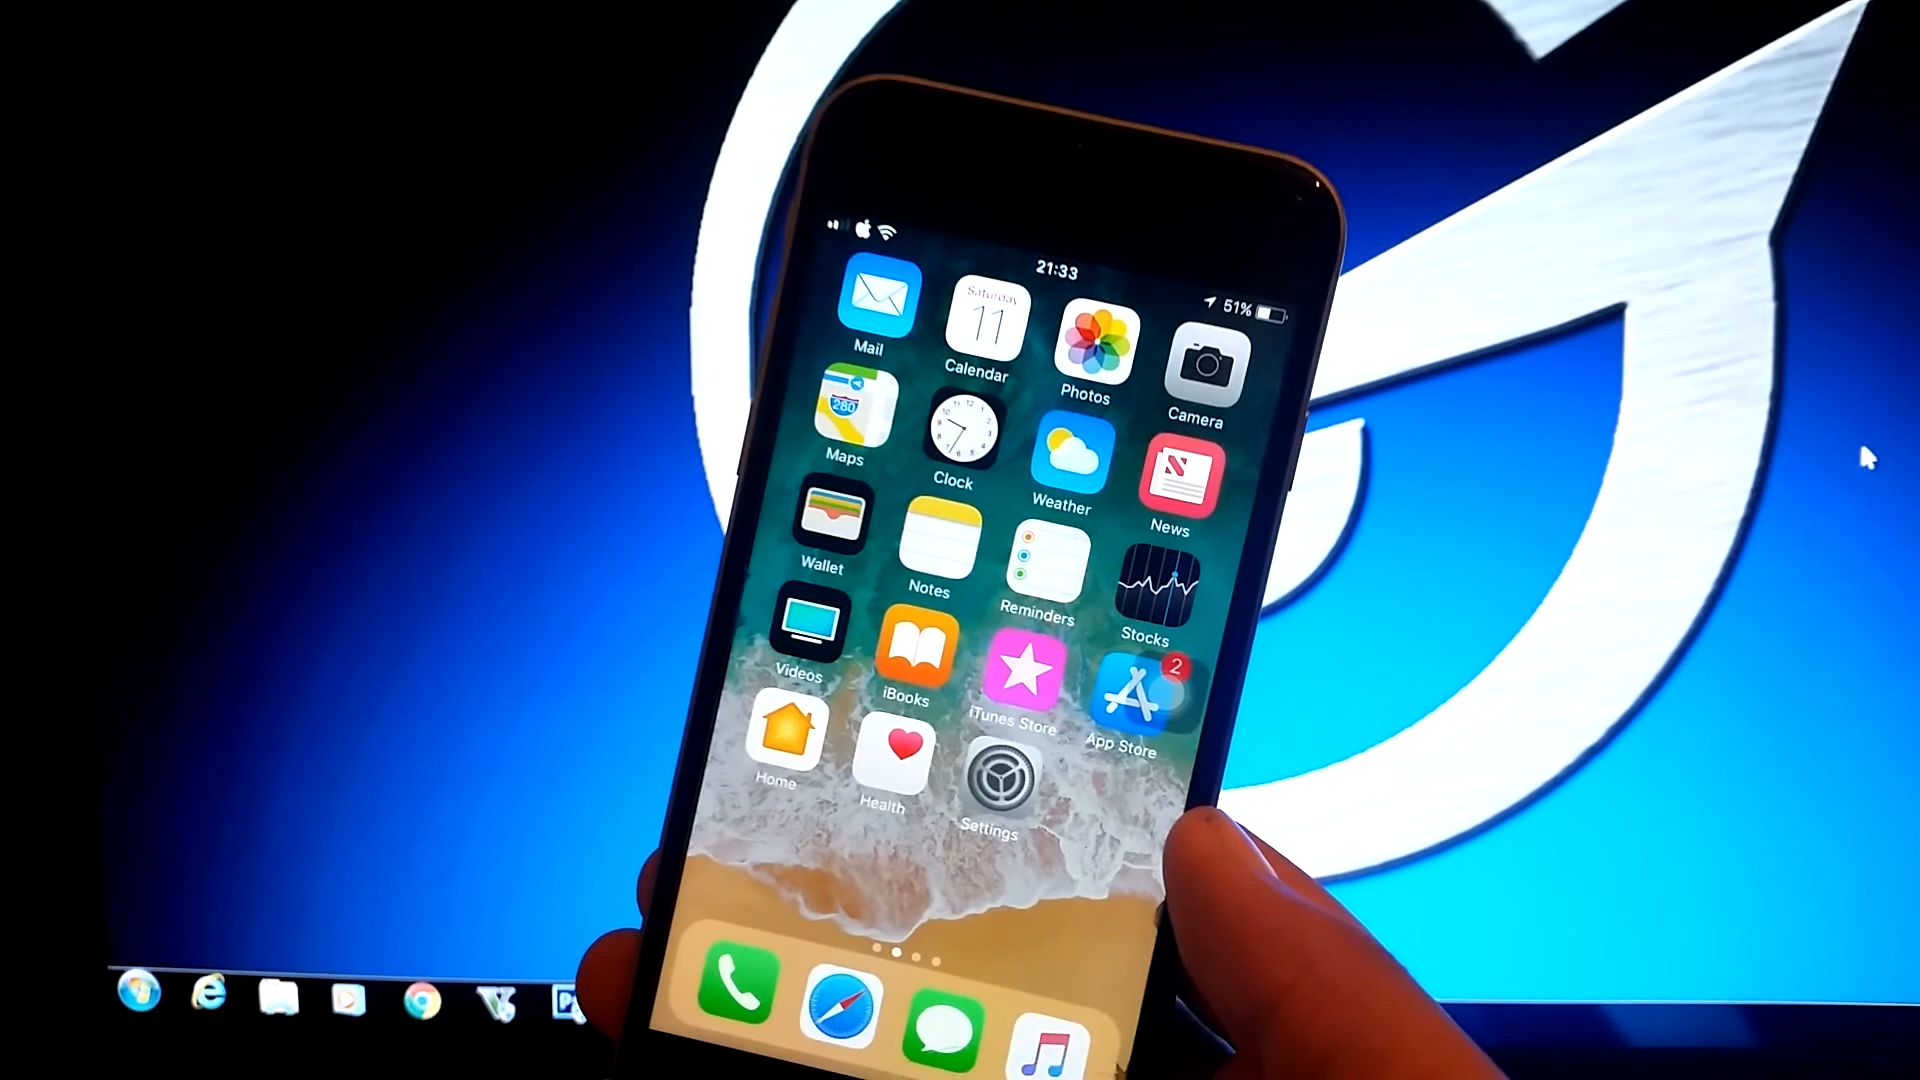 21:33
51%
Mail
Saturday
11
Calendar
Photos
Camera
280
Maps
Clock
Weather
News
Wallet
Notes
Reminders
Stocks
Videos
iBooks
iTunes Store
2
App Store
Home
Health
Settings